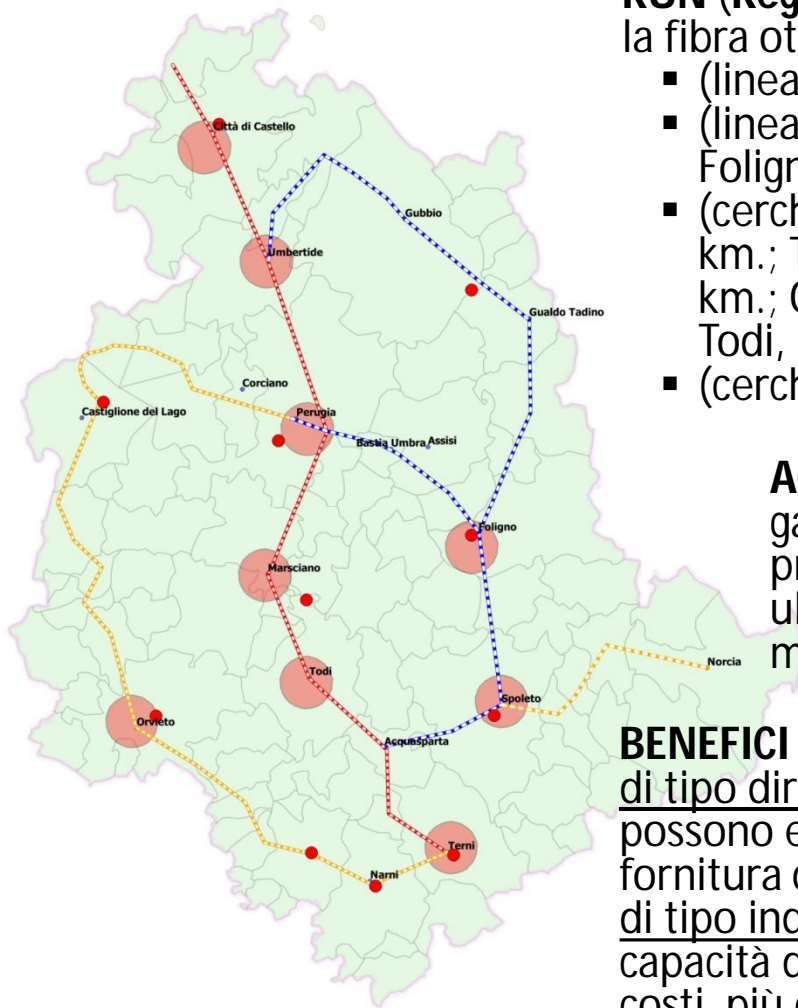 RUN (Reg
la fibra ot
▪ (linea
▪ (linea
Folign
▪ (cerch
km.; T
km.; C
Todi,
▪ (cerch
A
ga
pr
ul
m
BENEFICI
di tipo dir
possono e
fornitura d
di tipo ind
capacità d
costi, più
Città di Castello
Umbertide
Gubbio
Gualdo Tadino
Corciano
Castiglione del Lago
Perugia
Bastia Umbra
Assisi
Foligno
Marsciano
Todi
Norcia
Spoleto
Orvieto
Acquasparta
Terni
Narni